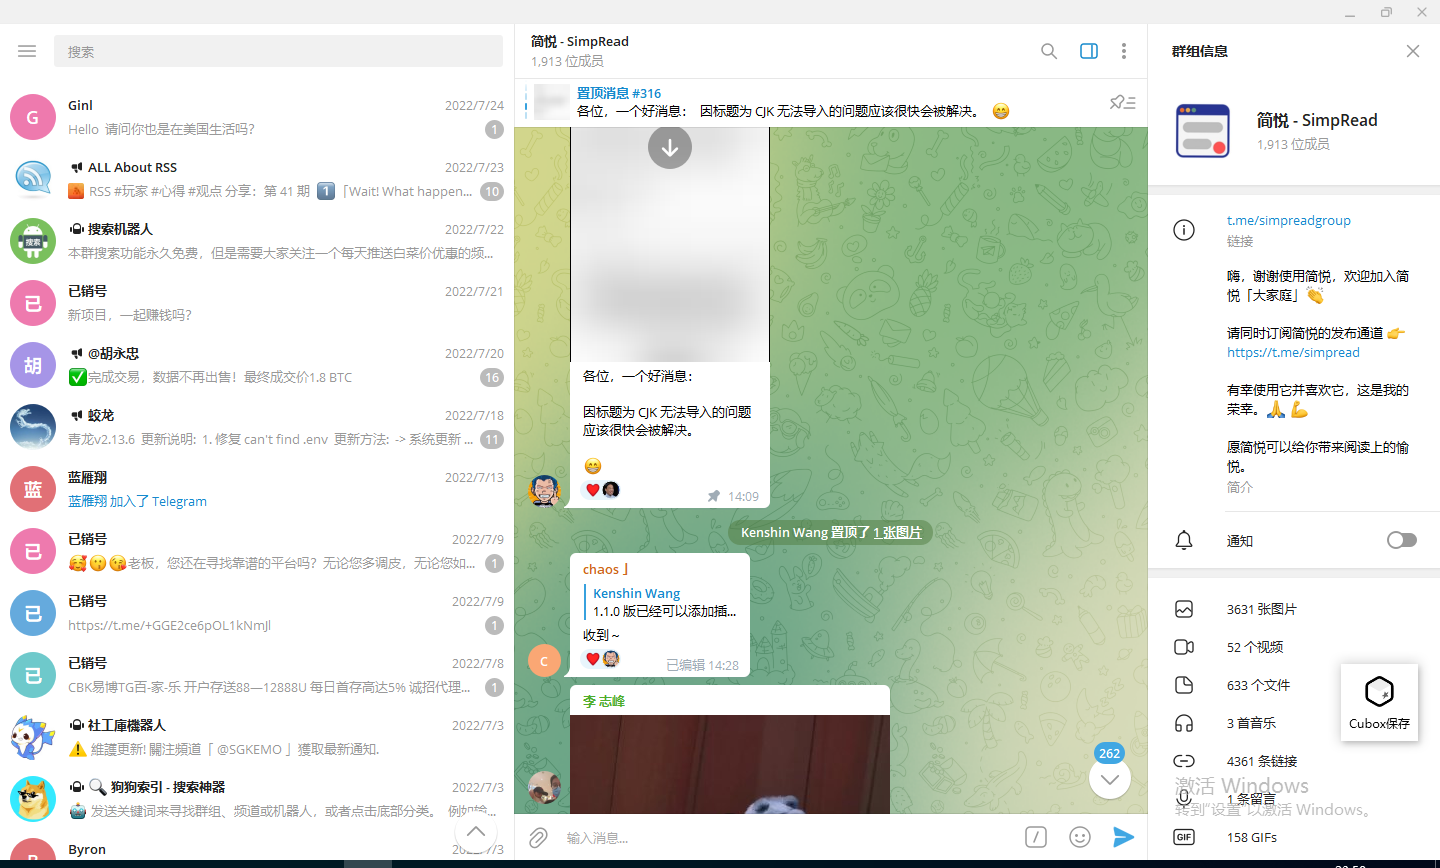 搜索
Ginl
2022/7/24
Hello 请问你也是在美国生活吗?
1
ALL About RSS
2022/7/23
RSS #玩家 #心得 #观点 分享：第 41 期 1 「Wait! What happen...
10
搜索机器人
2022/7/22
搜索
本群搜索功能永久免费，但是需要大家关注一个每天推送白菜价优惠的频...
已
已销号
2022/7/21
新项目，一起赚钱吗?
胡
@胡永忠
2022/7/20
完成交易，数据不再出售！最终成交价1.8 BTC
16
蛟龙
2022/7/18
青龙v2.13.6 更新说明: 1. 修复 can't find .env 更新方法: -> 系统更新 ...
11
蓝
蓝雁翔
2022/7/13
蓝雁翔 加入了 Telegram
已
已销号
2022/7/9
老板，您还在寻找靠谱的平台吗？无论您多调皮，无论您如...
1
已
已销号
2022/7/9
https://t.me/+GGE2ce6pOL1kNmJl
1
已
已销号
2022/7/8
CBK易博TG百-家-乐 开户存送88—12888U 每日首存高达5% 诚招代理...
1
社工庫機器人
2022/7/3
維護更新! 關注頻道「 @SGKEMO 」獲取最新通知.
狗狗索引 - 搜索神器
2022/7/3
发送关键词来寻找群组、频道或机器人，或者点击底部分类。
Byron
7/3
简悦 - SimpRead
1,913 位成员
置顶消息 #316
各位，一个好消息： 因标题为 CJK 无法导入的问题应该很快会被解决。
各位，一个好消息：
因标题为 CJK 无法导入的问题
应该很快会被解决。
14:09
Kenshin Wang 置顶了 1 张图片
chaos 亅
Kenshin Wang
1.1.0 版已经可以添加插...
收到 ~
C
已编辑 14:28
李 志峰
262
输入消息...
群组信息
简悦 - SimpRead
1,913 位成员
t.me/simpreadgroup
链接
嗨，谢谢使用简悦，欢迎加入简
悦「大家庭」
请同时订阅简悦的发布通道
https://t.me/simpread
有幸使用它并喜欢它，这是我的
荣幸。
愿简悦可以给你带来阅读上的愉
悦。
简介
通知
3631 张图片
52 个视频
633 个文件
3 首音乐
4361 条链接
1 条留言
GIF
158 GIFs
Cubox保存
激活 Windows
转到"设置"以激活 Windows。